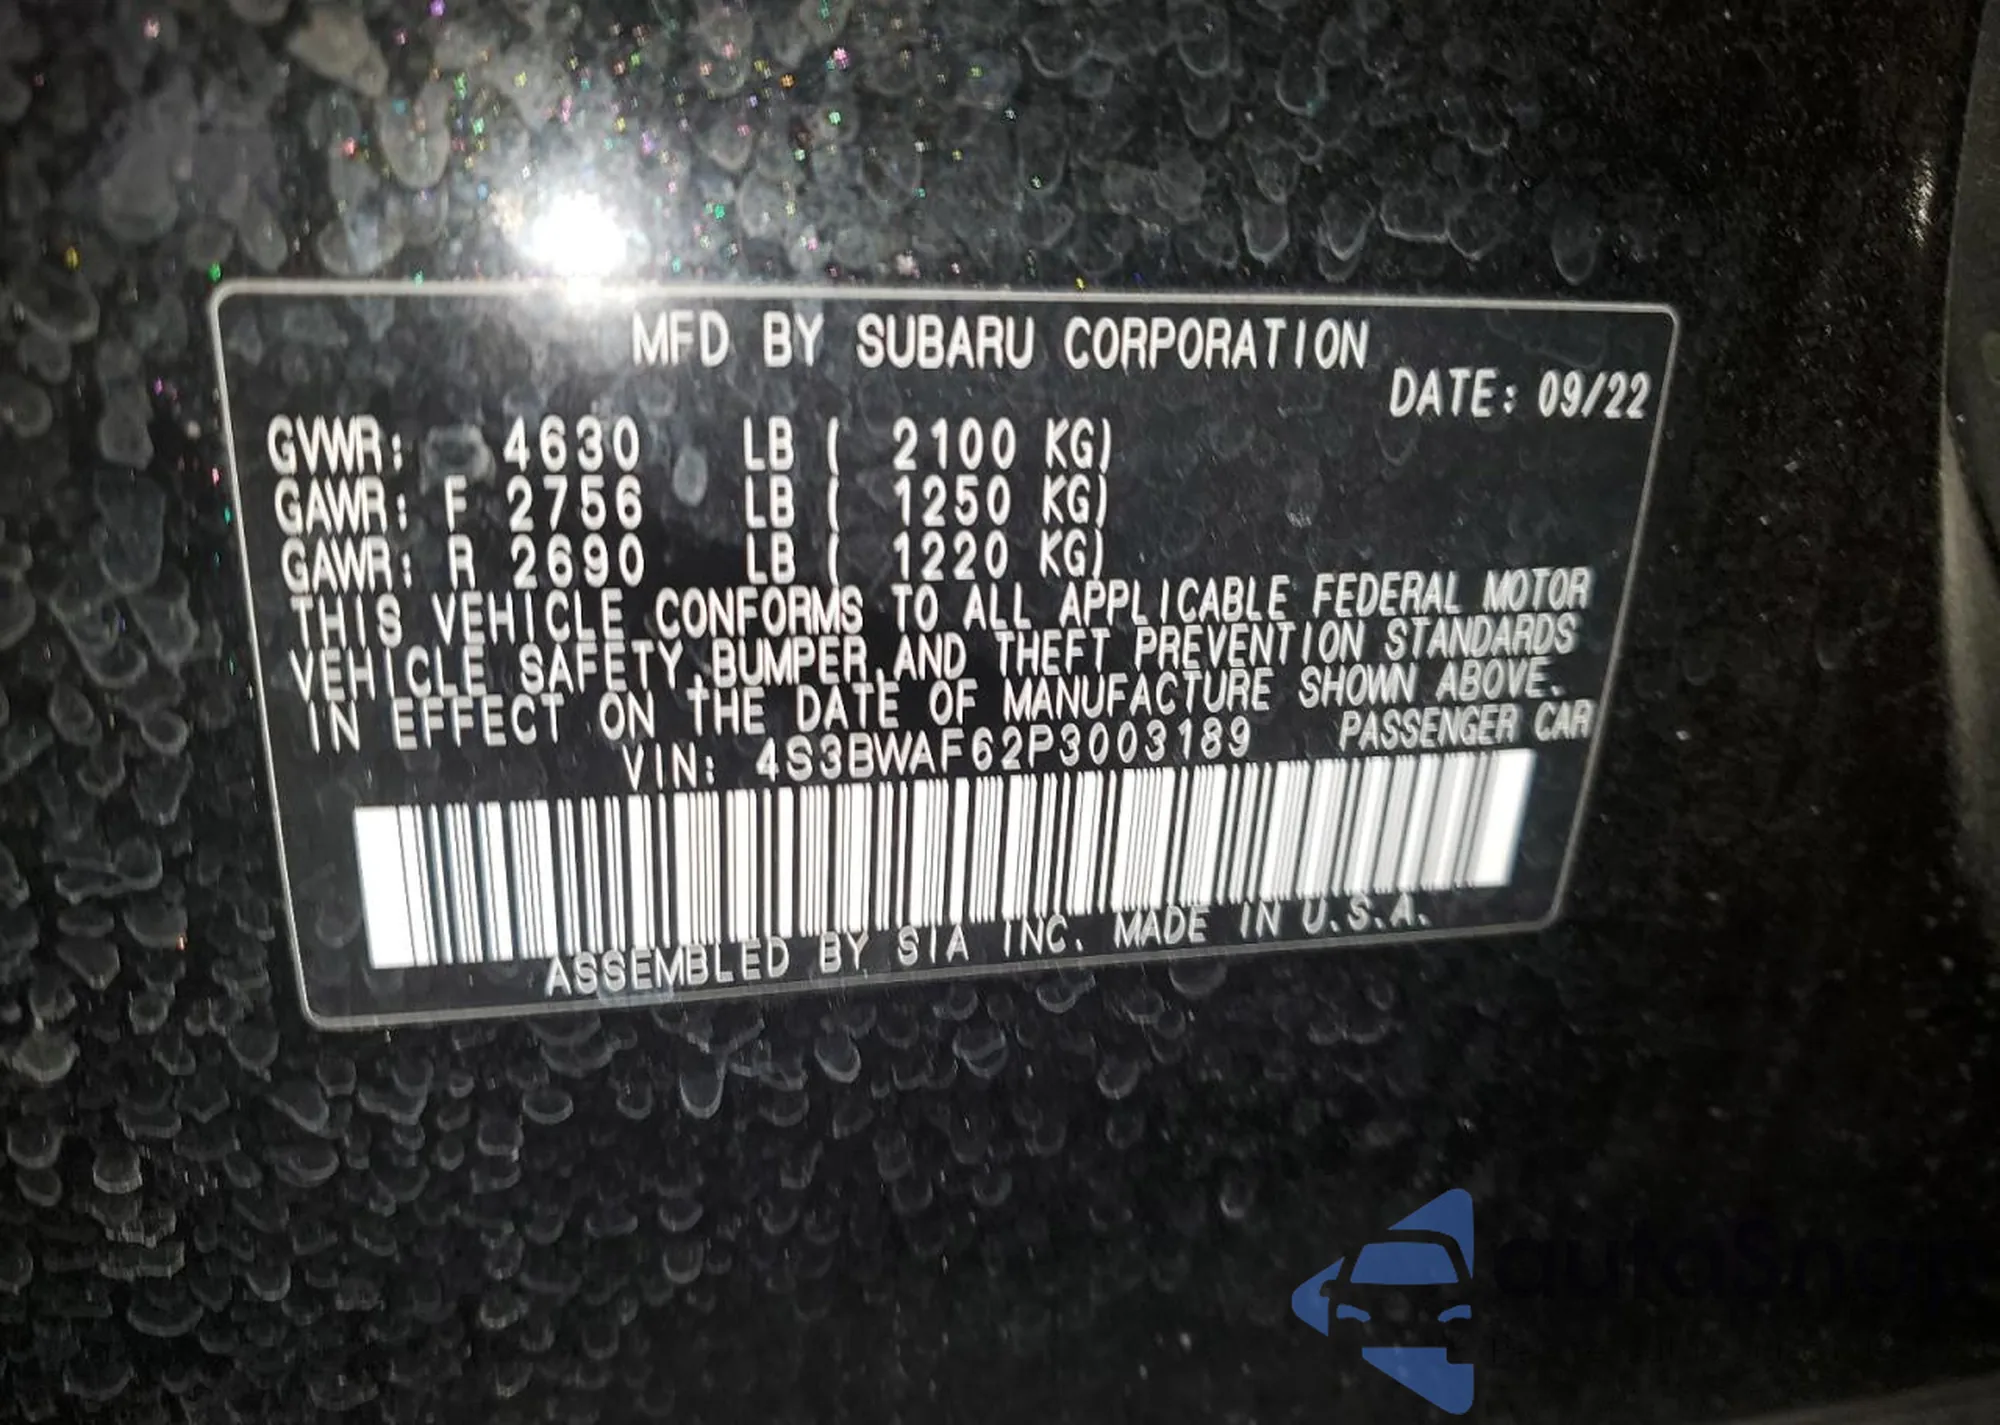 MFD BY SUBARU CORPORATION
DATE: 09/22
GVWR: 4630 LB ( 2100 KG)
GAWR: F 2756 LB ( 1250 KG)
GAWR: R 2690 LB ( 1220 KG)
THIS VEHICLE CONFORMS TO ALL APPLICABLE FEDERAL MOTOR
VEHICLE SAFETY,BUMPER,AND THEFT PREVENTION STANDARDS
IN EFFECT ON THE DATE OF MANUFACTURE SHOWN ABOVE.
VIN: 4S3BWAF62P3003189 PASSENGER CAR
ASSEMBLED BY SIA INC. MADE IN U.S.A.